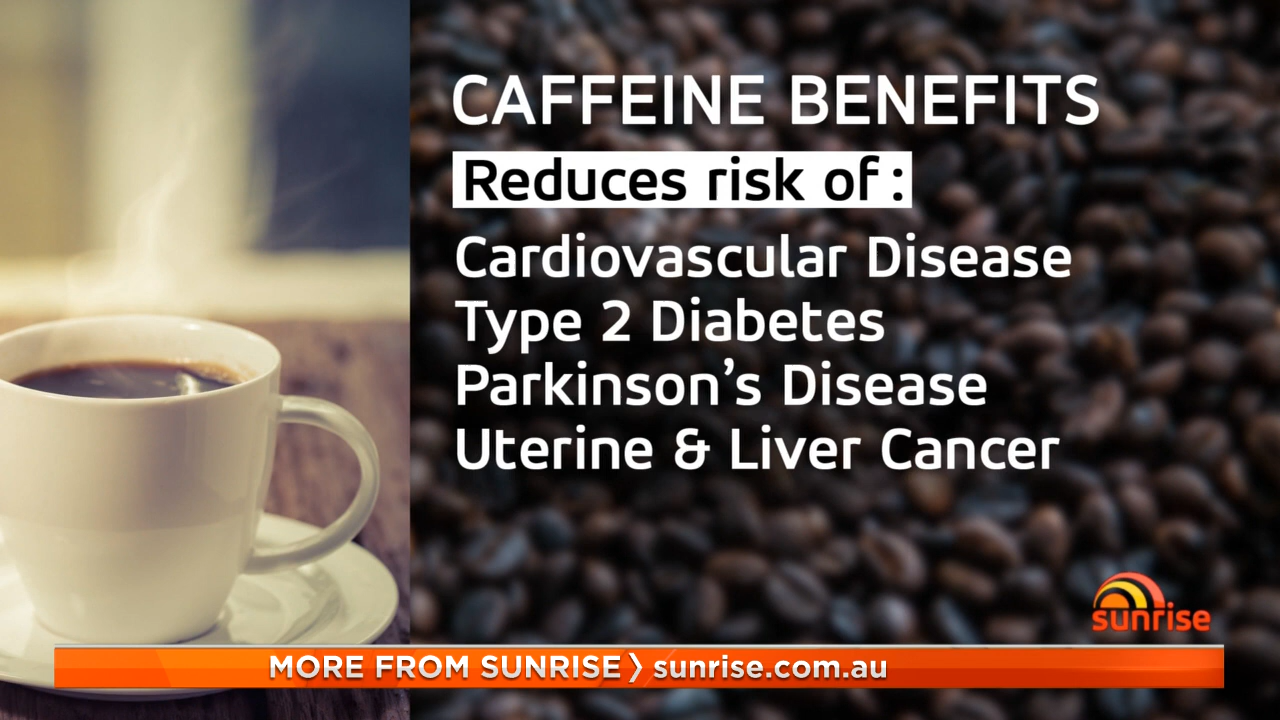 CAFFEINE BENEFITS
Reduces risk of :
Cardiovascular Disease
Type 2 Diabetes
Parkinson’s Disease
Uterine & Liver Cancer
sunrise
MORE FROM SUNRISE 〉 sunrise.com.au